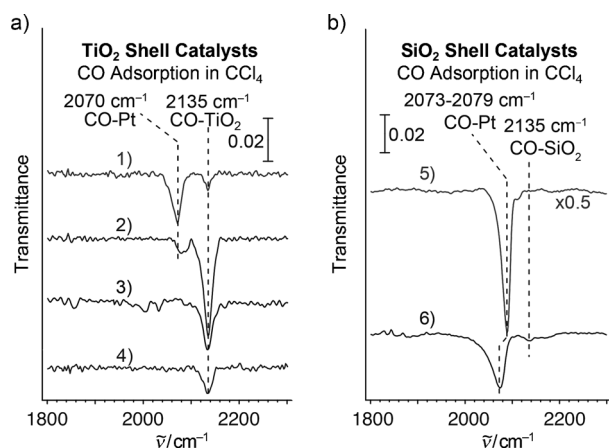 a)
TiO₂ Shell Catalysts
CO Adsorption in CCl₄
2070 cm⁻¹ 2135 cm⁻¹
CO-Pt CO-TiO₂
0.02
1)
2)
3)
4)
Transmittance
1800 2000 2200
ṽ/cm⁻¹
b)
SiO₂ Shell Catalysts
CO Adsorption in CCl₄
2073-2079 cm⁻¹
CO-Pt
2135 cm⁻¹
CO-SiO₂
0.02
5)
x0.5
6)
Transmittance
1800 2000 2200
ṽ/cm⁻¹